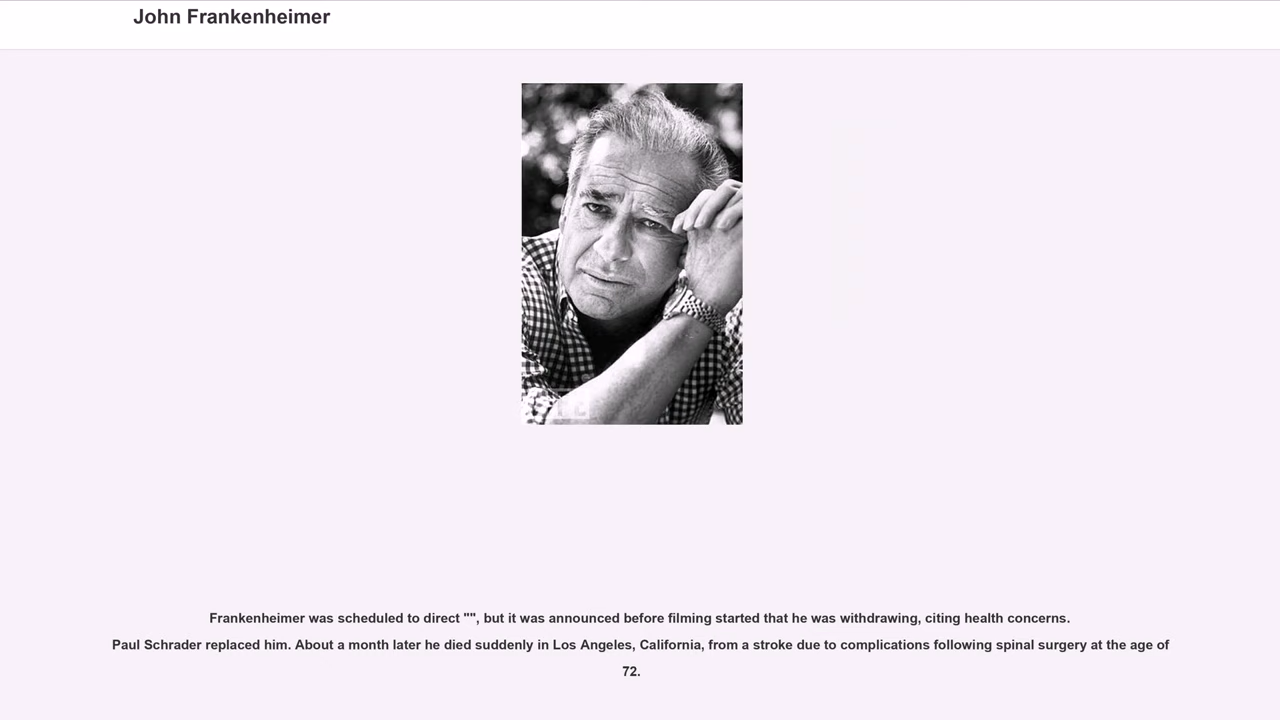 John Frankenheimer
Frankenheimer was scheduled to direct "", but it was announced before filming started that he was withdrawing, citing health concerns.
Paul Schrader replaced him. About a month later he died suddenly in Los Angeles, California, from a stroke due to complications following spinal surgery at the age of
72.